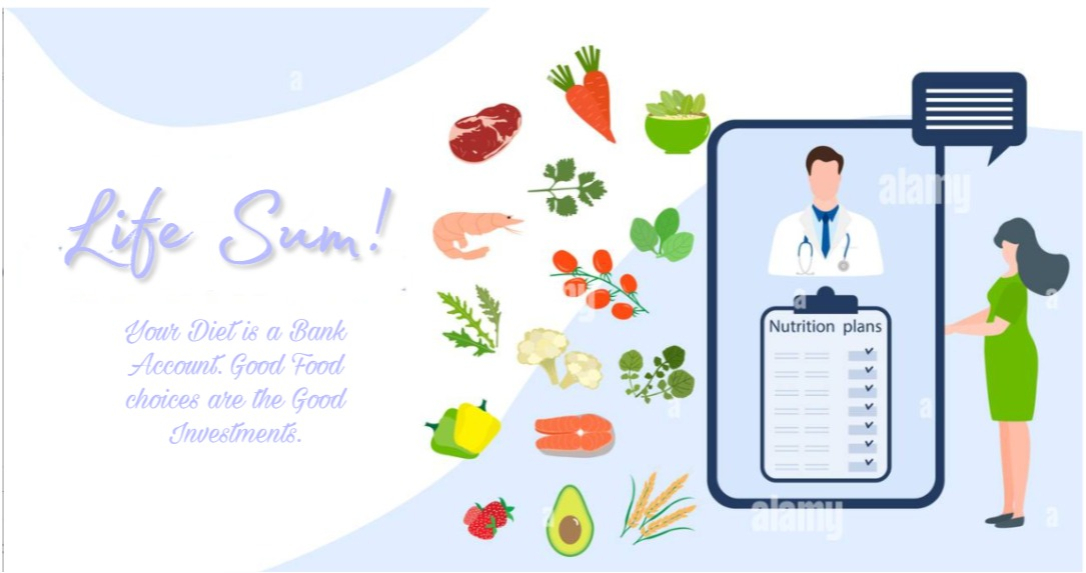 Life Sum!
Your Diet is a Bank
Account. Good Food
choices are the Good
Investments.
Nutrition plans
alamy
alamy
a
a
a
a
a
a
a